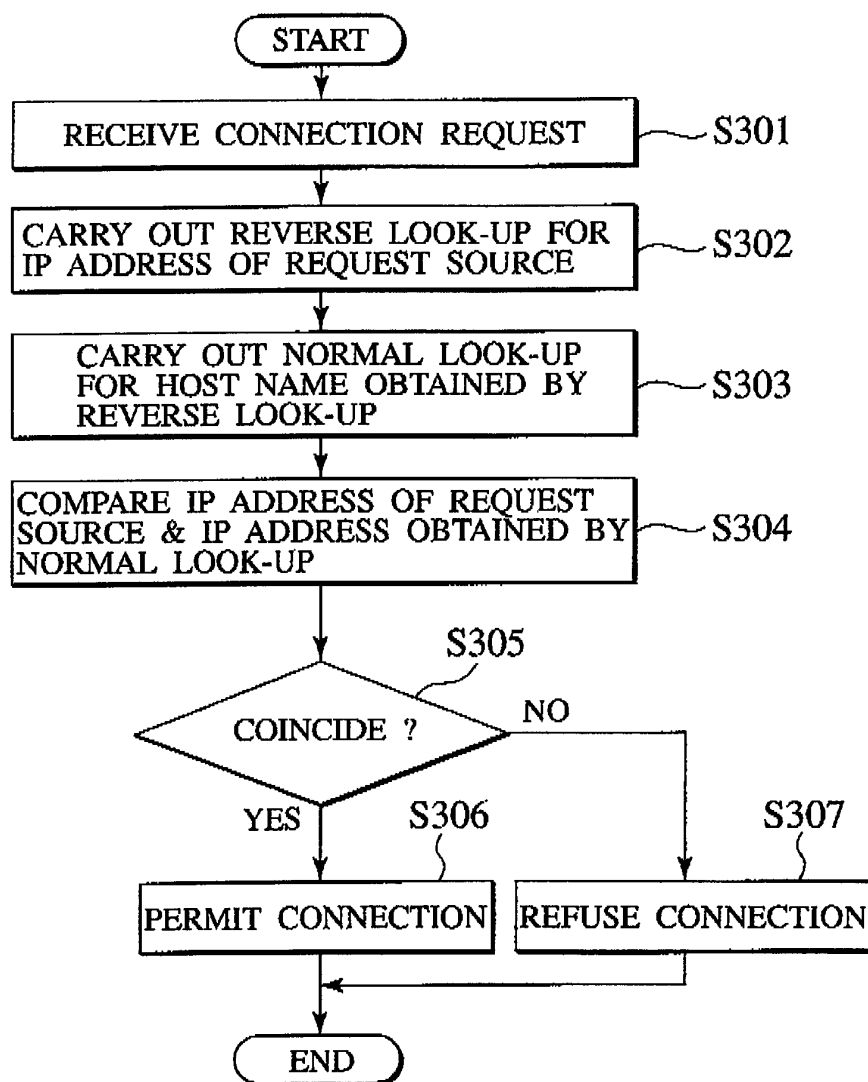 START
RECEIVE CONNECTION REQUEST
S301
CARRY OUT REVERSE LOOK-UP FOR
IP ADDRESS OF REQUEST SOURCE
S302
CARRY OUT NORMAL LOOK-UP
FOR HOST NAME OBTAINED BY
REVERSE LOOK-UP
S303
COMPARE IP ADDRESS OF REQUEST
SOURCE & IP ADDRESS OBTAINED BY
NORMAL LOOK-UP
S304
S305
COINCIDE ?
NO
YES
S306
S307
PERMIT CONNECTION
REFUSE CONNECTION
END